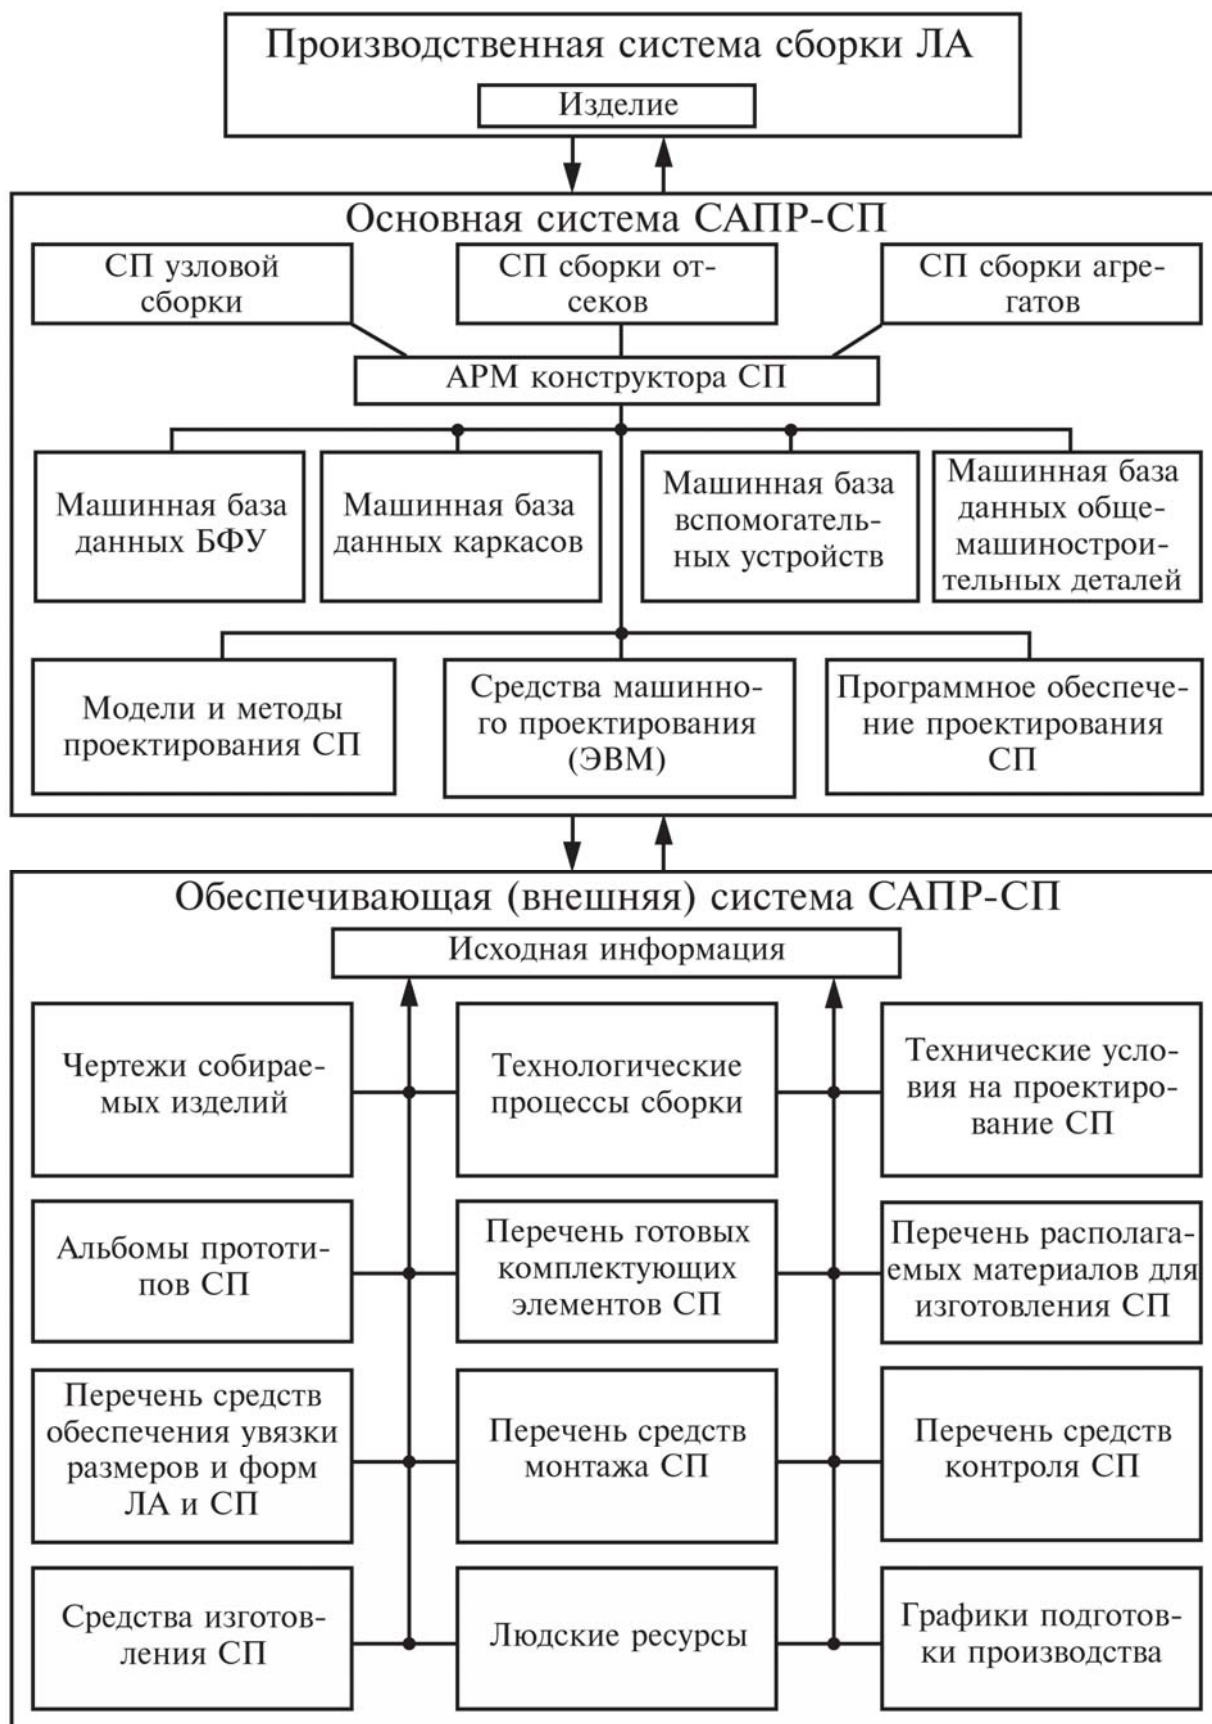 Производственная система сборки ЛА
Изделие
Основная система САПР-СП
СП узловой
сборки
СП сборки от-
секов
СП сборки агре-
гатов
АРМ конструктора СП
Машинная база
данных БФУ
Машинная база
данных каркасов
Машинная база
вспомогатель-
ных устройств
Машинная база
данных обще-
машинострои-
тельных деталей
Модели и методы
проектирования СП
Средства машинно-
го проектирования
(ЭВМ)
Программное обеспече-
ние проектирования
СП
Обеспечивающая (внешняя) система САПР-СП
Исходная информация
Чертежи собирае-
мых изделий
Технологические
процессы сборки
Технические усло-
вия на проектиро-
вание СП
Альбомы прототи-
пов СП
Перечень готовых
комплектующих
элементов СП
Перечень располага-
емых материалов для
изготовления СП
Перечень средств
обеспечения увязки
размеров и форм
ЛА и СП
Перечень средств
монтажа СП
Перечень средств
контроля СП
Средства изготов-
ления СП
Людские ресурсы
Графики подготов-
ки производства